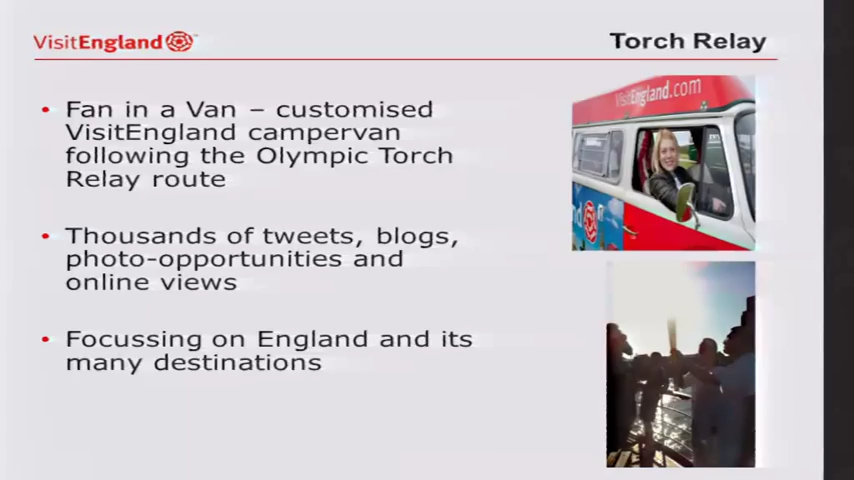 VisitEngland
Torch Relay
• Fan in a Van – customised
VisitEngland campervan
following the Olympic Torch
Relay route
• Thousands of tweets, blogs,
photo-opportunities and
online views
• Focussing on England and its
many destinations
VisitEngland.com